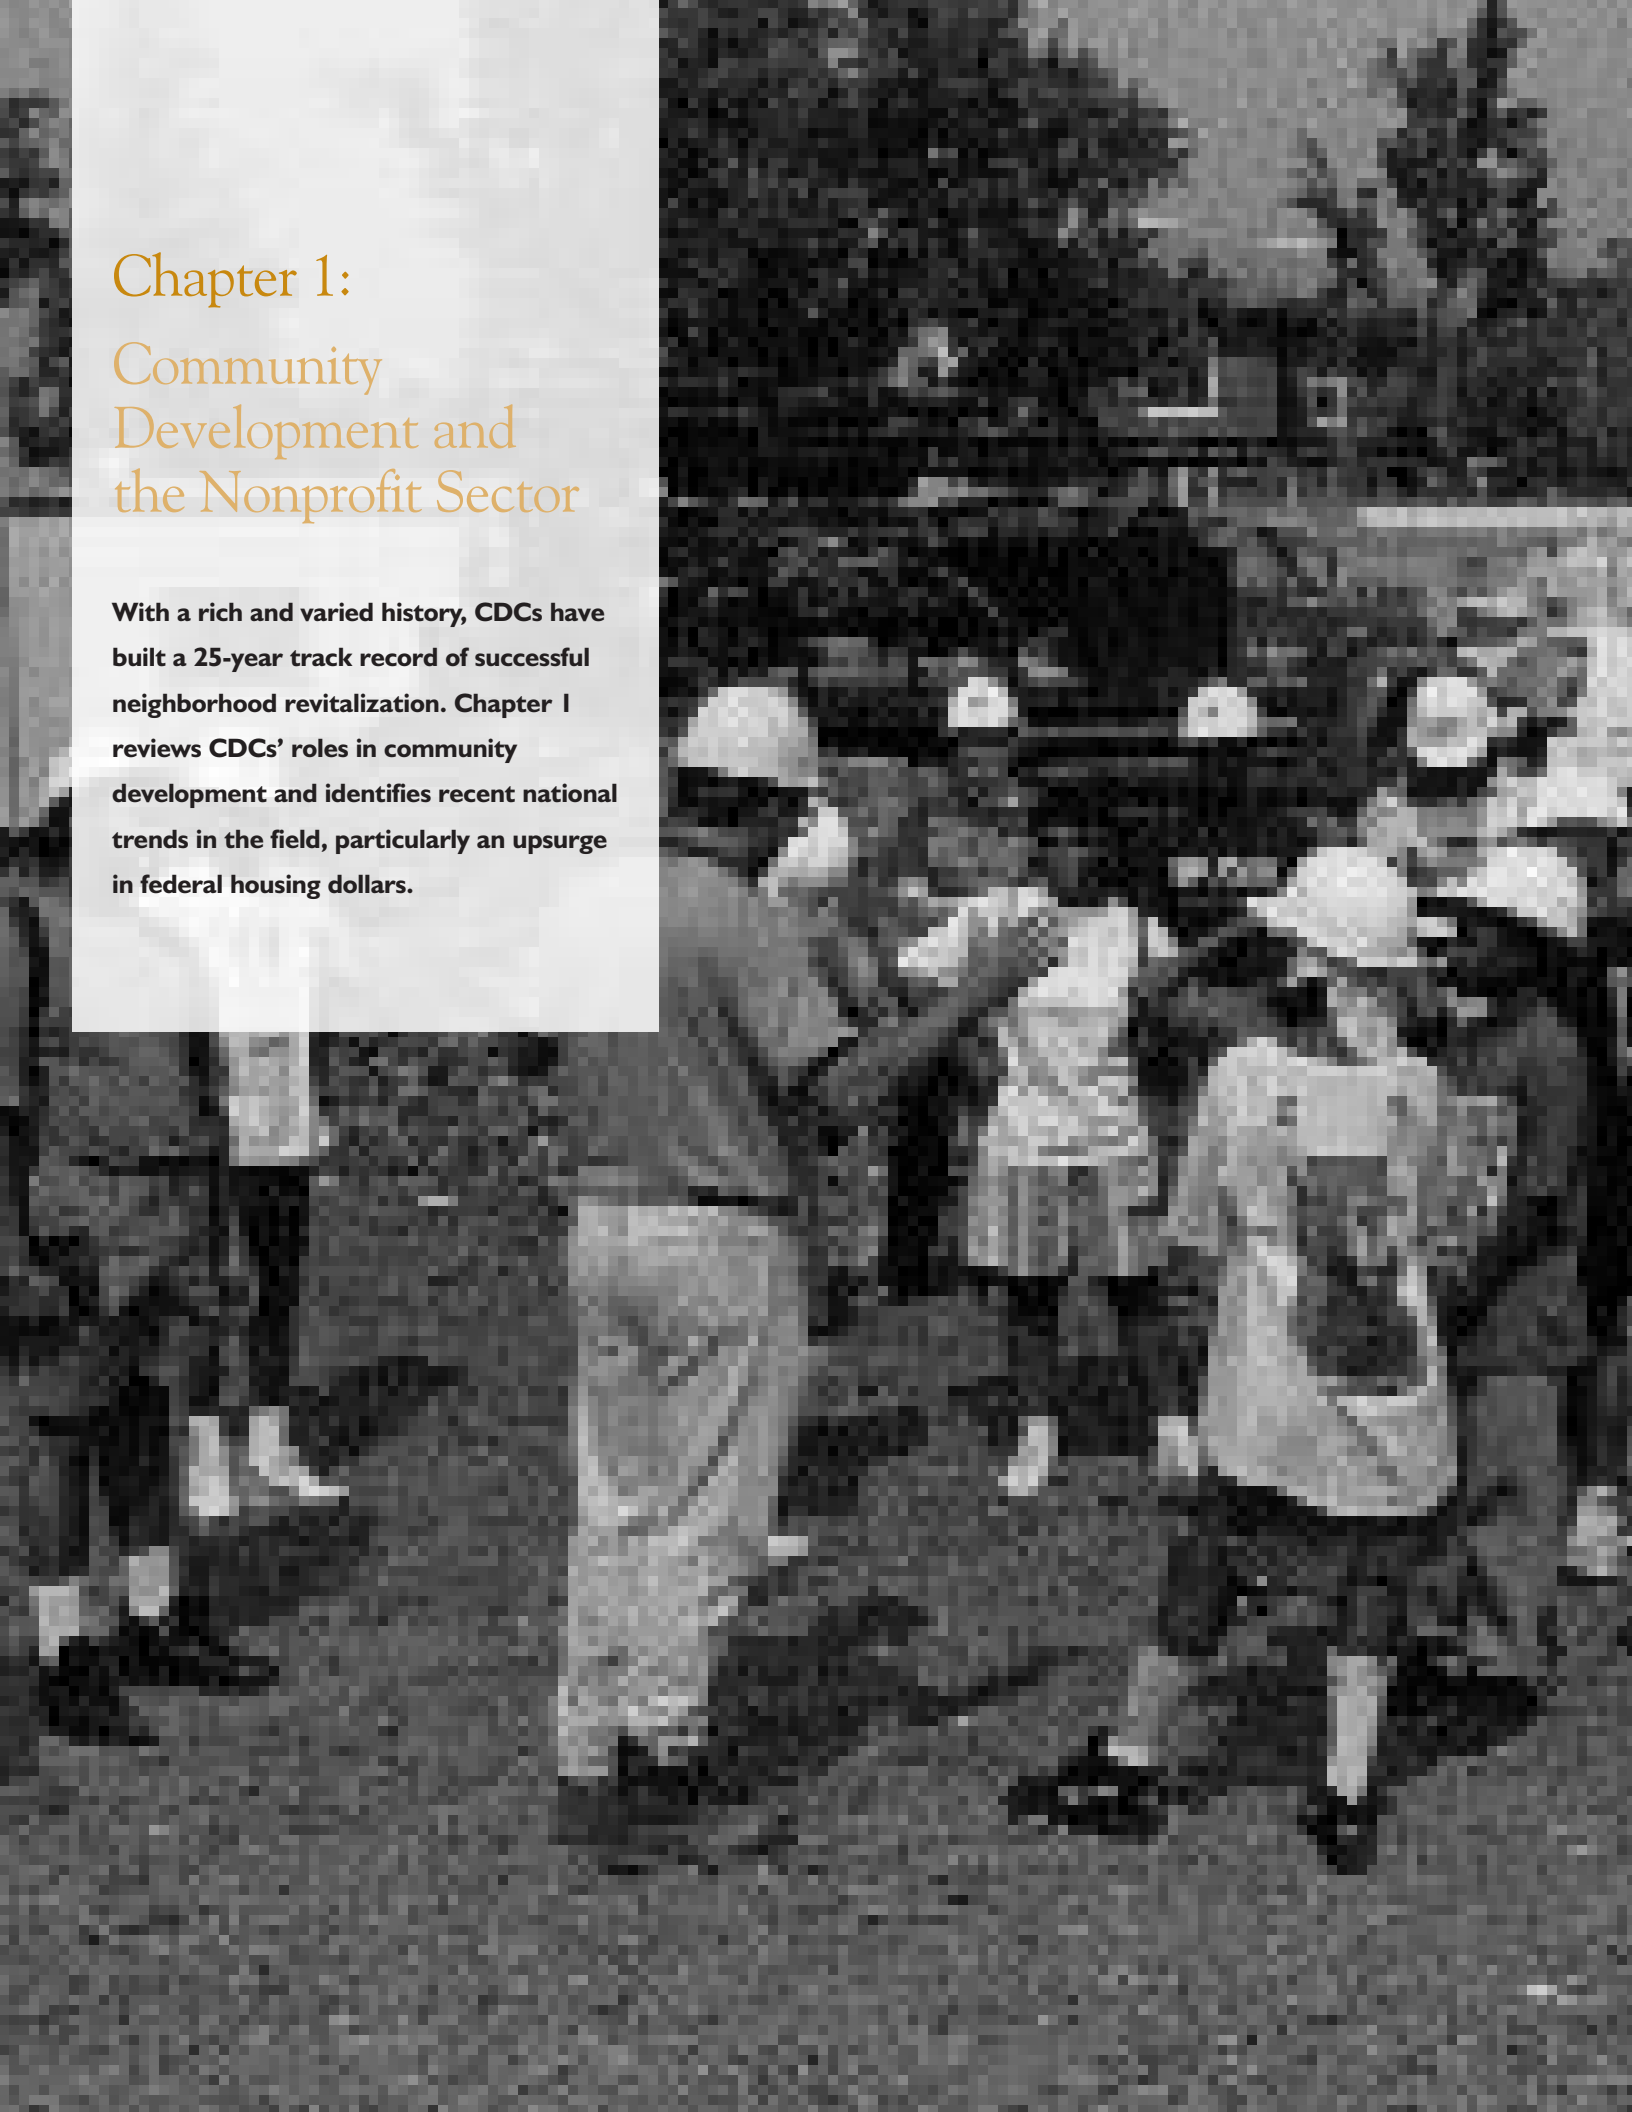 Chapter 1:
Community
Development and
the Nonprofit Sector
With a rich and varied history, CDCs have
built a 25-year track record of successful
neighborhood revitalization. Chapter 1
reviews CDCs’ roles in community
development and identifies recent national
trends in the field, particularly an upsurge
in federal housing dollars.